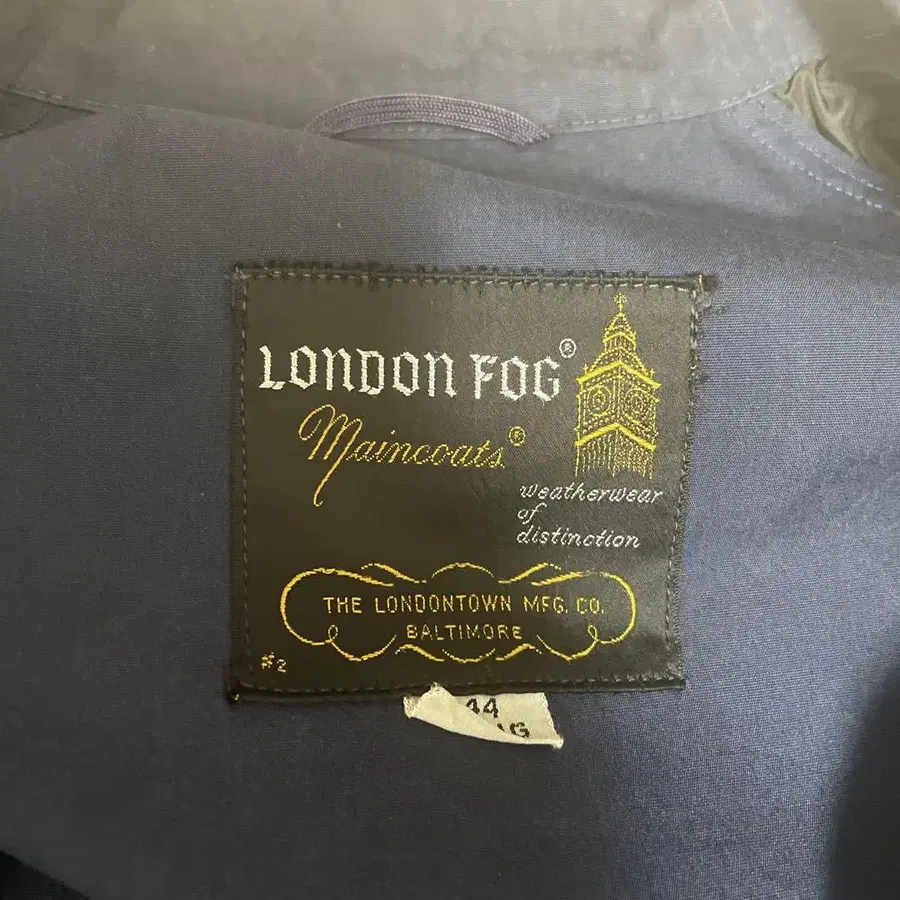 LONDON FOG®
Maincoats®
weatherwear
of
distinction
THE LONDONTOWN MFG. CO.
BALTIMORE
#2
44